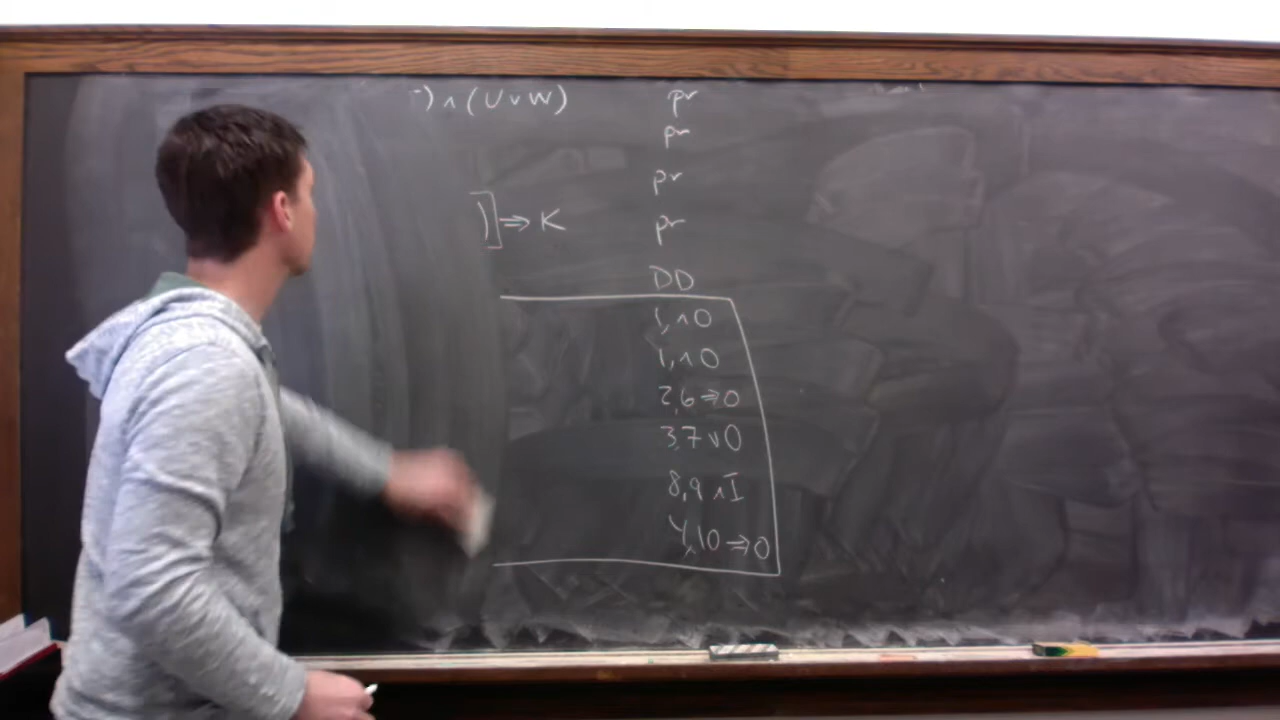 ) ∧ (U ∨ W) pr
pr
pr
)] ⇒ K pr
DD
1, ∧O
1, ∧O
2,6 ⇒O
3,7 ∨O
8,9 ∧I
4,10 ⇒O